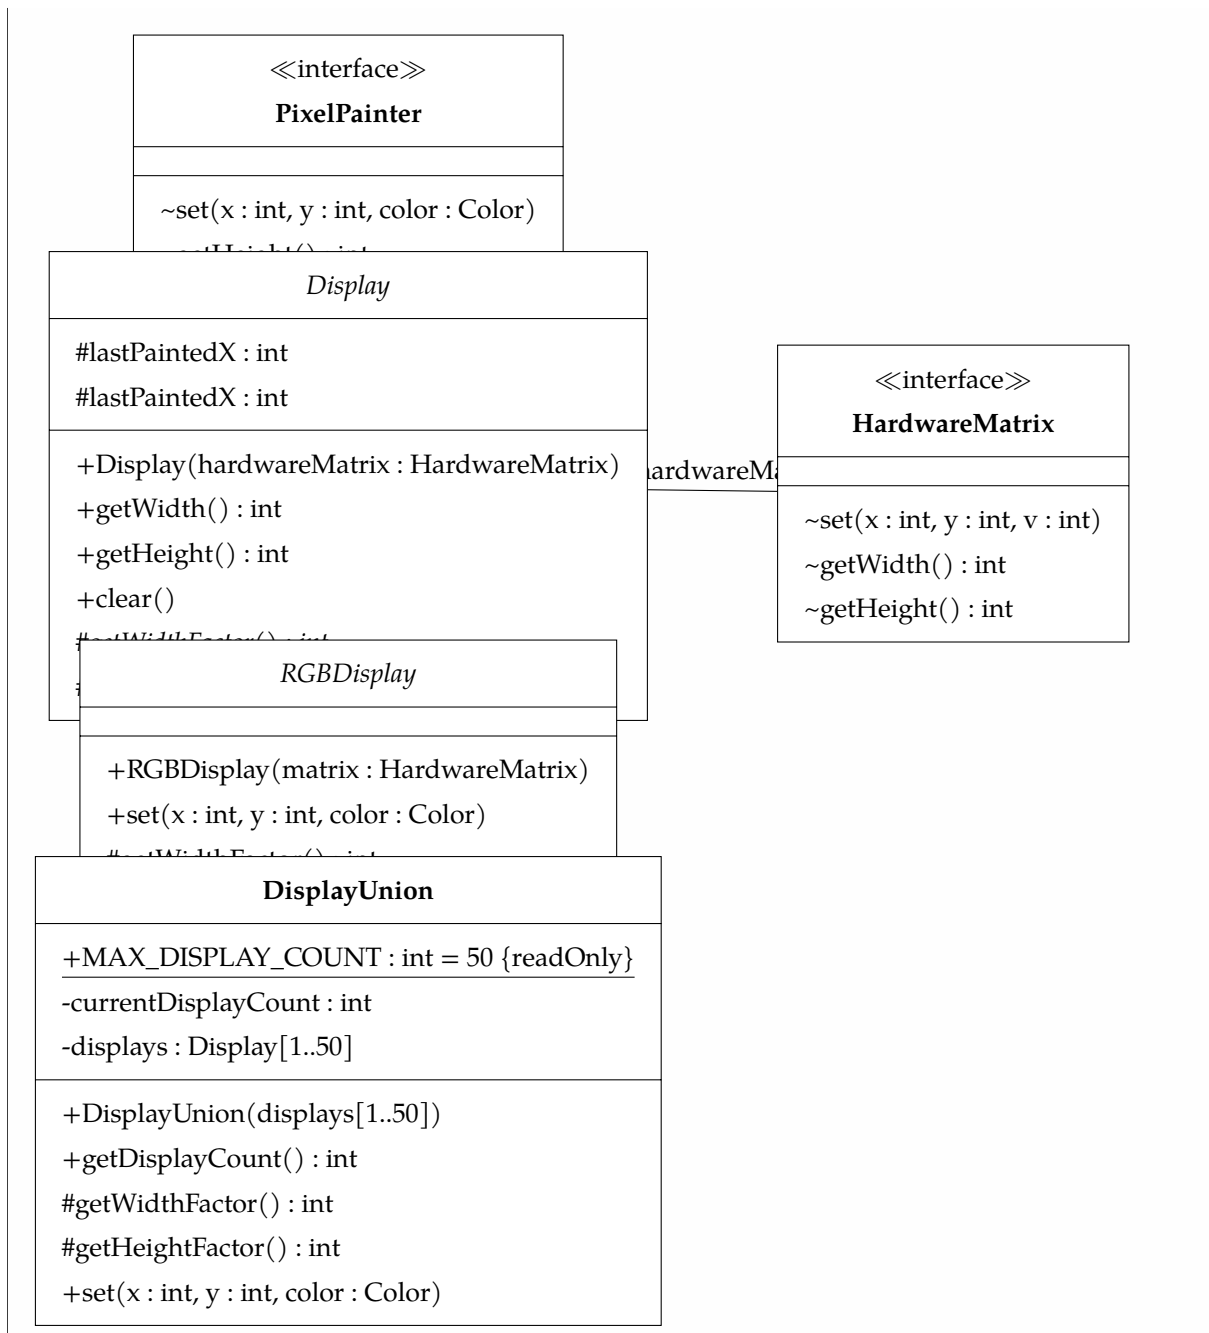 ≪interface≫
PixelPainter
~set(x : int, y : int, color : Color)
Display
#lastPaintedX : int
#lastPaintedX : int
+Display(hardwareMatrix : HardwareMatrix)
+getWidth() : int
+getHeight() : int
+clear()
#getWidthFactor() : int
≪interface≫
HardwareMatrix
~set(x : int, y : int, v : int)
~getWidth() : int
~getHeight() : int
RGBDisplay
+RGBDisplay(matrix : HardwareMatrix)
+set(x : int, y : int, color : Color)
DisplayUnion
+MAX_DISPLAY_COUNT : int = 50 {readOnly}
-currentDisplayCount : int
-displays : Display[1..50]
+DisplayUnion(displays[1..50])
+getDisplayCount() : int
#getWidthFactor() : int
#getHeightFactor() : int
+set(x : int, y : int, color : Color)